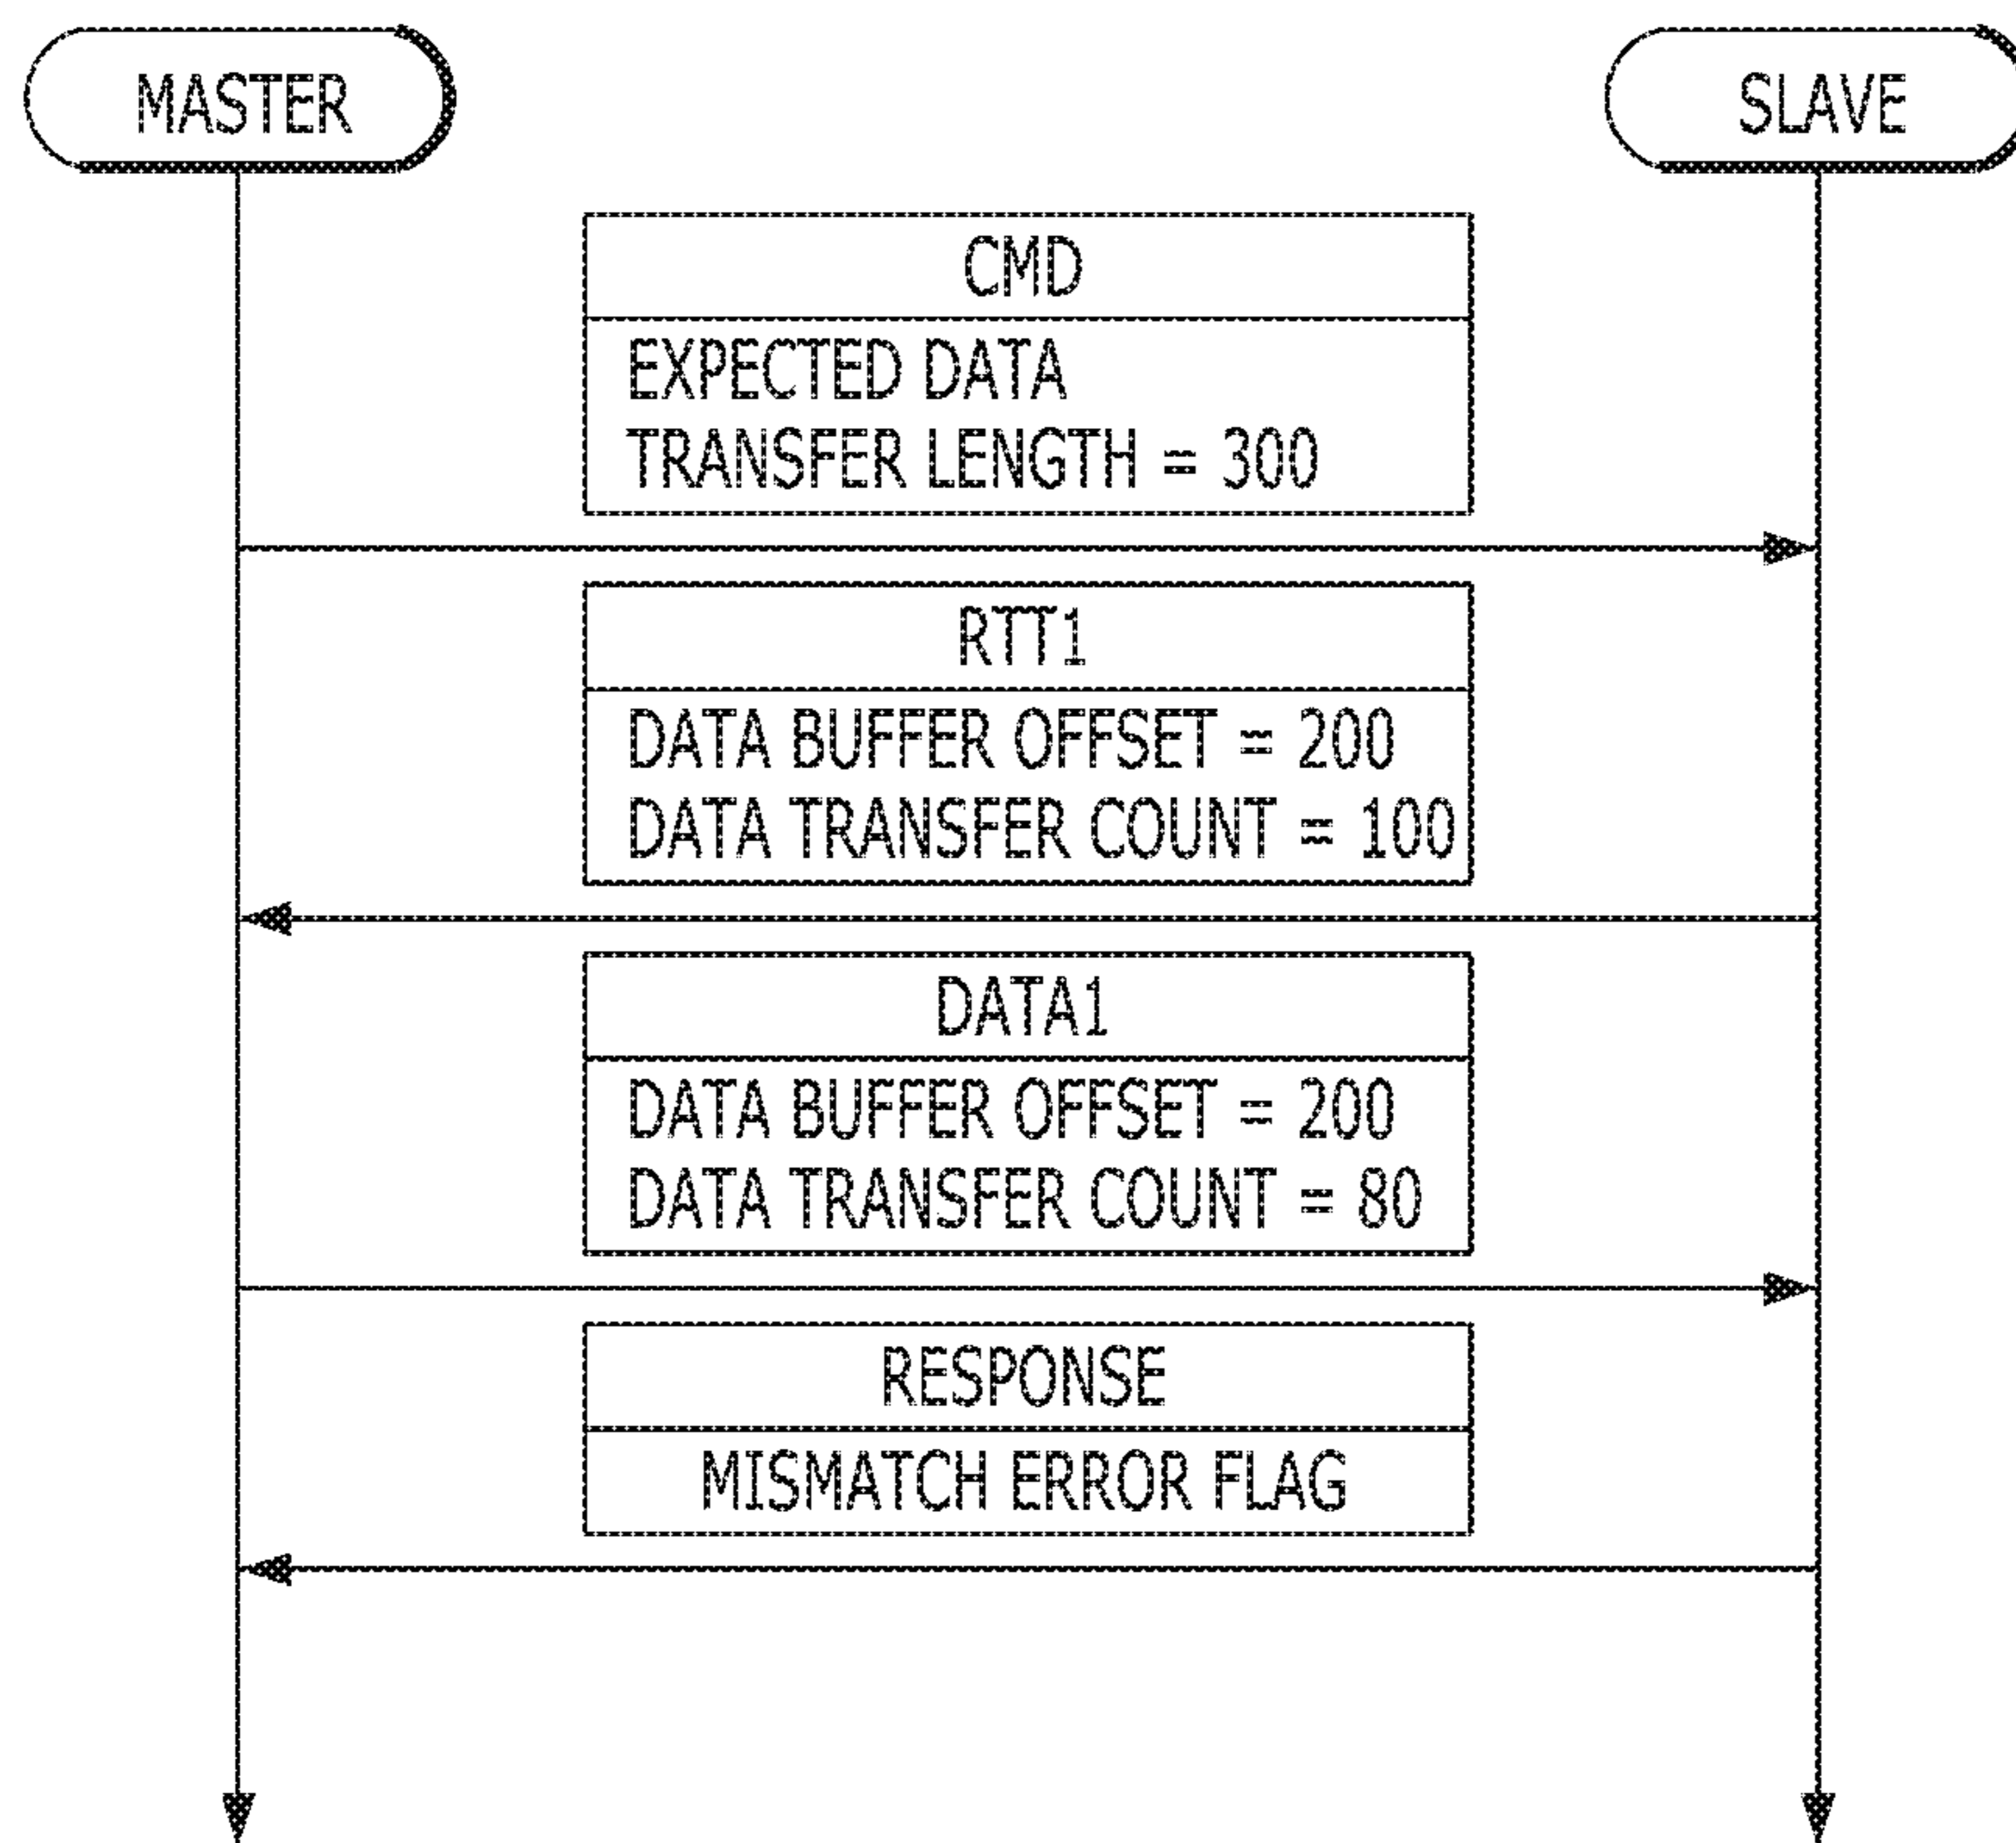 MASTER
SLAVE
CMD
EXPECTED DATA
TRANSFER LENGTH = 300
RTT1
DATA BUFFER OFFSET = 200
DATA TRANSFER COUNT = 100
DATA1
DATA BUFFER OFFSET = 200
DATA TRANSFER COUNT = 80
RESPONSE
MISMATCH ERROR FLAG